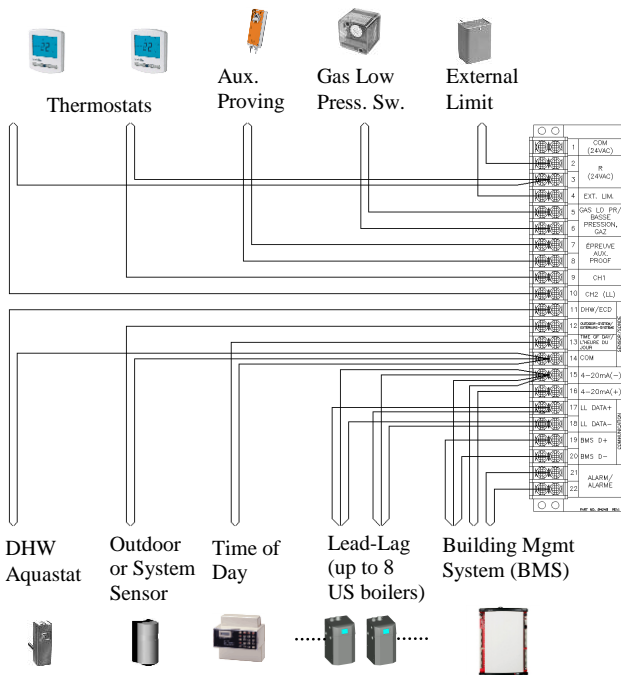 Thermostats
Aux.
Proving
Gas Low
Press. Sw.
External
Limit
1 COM
(24VAC)
2
R
3 (24VAC)
4 EXT. LIM.
5 GAS LO PR/
BASSE
6 PRESSION,
GAZ
7 ÉPREUVE
AUX.
8 PROOF
9 CH1
10 CH2 (LL)
11 DHW/ECD
12 OUTDOOR-SYSTEM/
13 TIME OF DAY/
L'HEURE DU
JOUR
14 COM
15 4-20mA(-)
16 4-20mA(+)
17 LL DATA+
18 LL DATA-
19 BMS D+
20 BMS D-
21
ALARM/
22 ALARME
COMMUNICATION
DHW
Aquastat
Outdoor
or System
Sensor
Time of
Day
Lead-Lag
(up to 8
US boilers)
Building Mgmt
System (BMS)